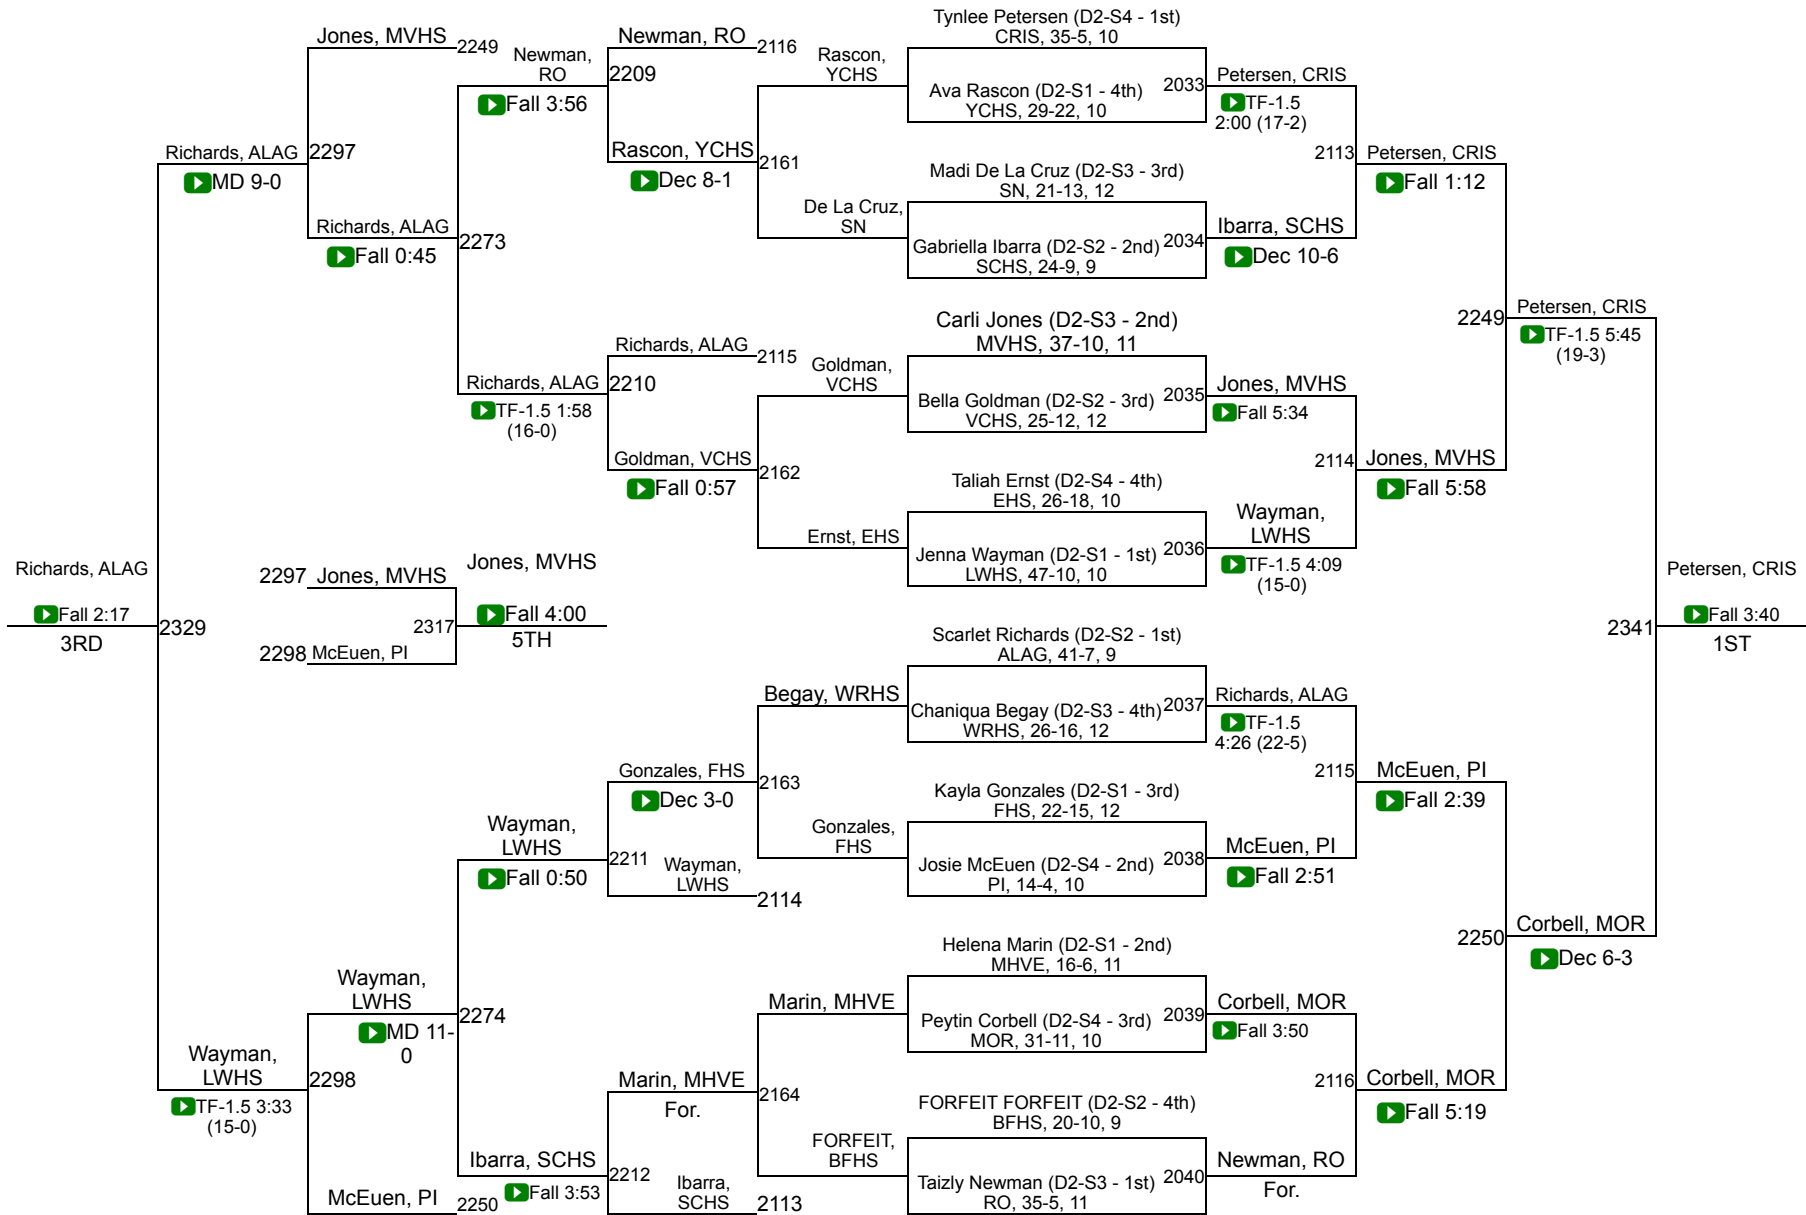 Tynlee Petersen (D2-S4 - 1st)
CRIS, 35-5, 10
Jones, MVHS
2249
Newman,
RO
Newman, RO
2116
Rascon,
YCHS
2209
Fall 3:56
Ava Rascon (D2-S1 - 4th)
YCHS, 29-22, 10
2033
Petersen, CRIS
TF-1.5
2:00 (17-2)
Richards, ALAG
2297
MD 9-0
Rascon, YCHS
2161
Dec 8-1
Madi De La Cruz (D2-S3 - 3rd)
SN, 21-13, 12
2113
Petersen, CRIS
Fall 1:12
Richards, ALAG
2273
Fall 0:45
De La Cruz,
SN
Gabriella Ibarra (D2-S2 - 2nd)
SCHS, 24-9, 9
2034
Ibarra, SCHS
Dec 10-6
Carli Jones (D2-S3 - 2nd)
MVHS, 37-10, 11
2249
Petersen, CRIS
TF-1.5 5:45
(19-3)
Richards, ALAG
2115
Goldman,
VCHS
Richards, ALAG
2210
TF-1.5 1:58
(16-0)
Bella Goldman (D2-S2 - 3rd)
VCHS, 25-12, 12
2035
Jones, MVHS
Fall 5:34
Goldman, VCHS
2162
Fall 0:57
Taliah Ernst (D2-S4 - 4th)
EHS, 26-18, 10
2114
Jones, MVHS
Fall 5:58
Ernst, EHS
Jenna Wayman (D2-S1 - 1st)
LWHS, 47-10, 10
2036
Wayman,
LWHS
TF-1.5 4:09
(15-0)
Richards, ALAG
Fall 2:17
3RD
2329
2297
Jones, MVHS
2298
McEuen, PI
2317
Jones, MVHS
Fall 4:00
5TH
2341
Petersen, CRIS
Fall 3:40
1ST
Scarlet Richards (D2-S2 - 1st)
ALAG, 41-7, 9
Begay, WRHS
Chaniqua Begay (D2-S3 - 4th)
WRHS, 26-16, 12
2037
Richards, ALAG
TF-1.5
4:26 (22-5)
Gonzales, FHS
2163
Dec 3-0
Kayla Gonzales (D2-S1 - 3rd)
FHS, 22-15, 12
2115
McEuen, PI
Fall 2:39
Wayman,
LWHS
2211
Fall 0:50
Gonzales,
FHS
Wayman,
LWHS
2114
Josie McEuen (D2-S4 - 2nd)
PI, 14-4, 10
2038
McEuen, PI
Fall 2:51
Helena Marin (D2-S1 - 2nd)
MHVE, 16-6, 11
2250
Corbell, MOR
Dec 6-3
Wayman,
LWHS
2274
MD 11-
0
Marin, MHVE
Peytin Corbell (D2-S4 - 3rd)
MOR, 31-11, 10
2039
Corbell, MOR
Fall 3:50
Wayman,
LWHS
2298
TF-1.5 3:33
(15-0)
Marin, MHVE
2164
For.
FORFEIT FORFEIT (D2-S2 - 4th)
BFHS, 20-10, 9
2116
Corbell, MOR
Fall 5:19
FORFEIT,
BFHS
Ibarra, SCHS
2212
Fall 3:53
Ibarra,
SCHS
2113
Taizly Newman (D2-S3 - 1st)
RO, 35-5, 11
2040
Newman, RO
For.
McEuen, PI
2250